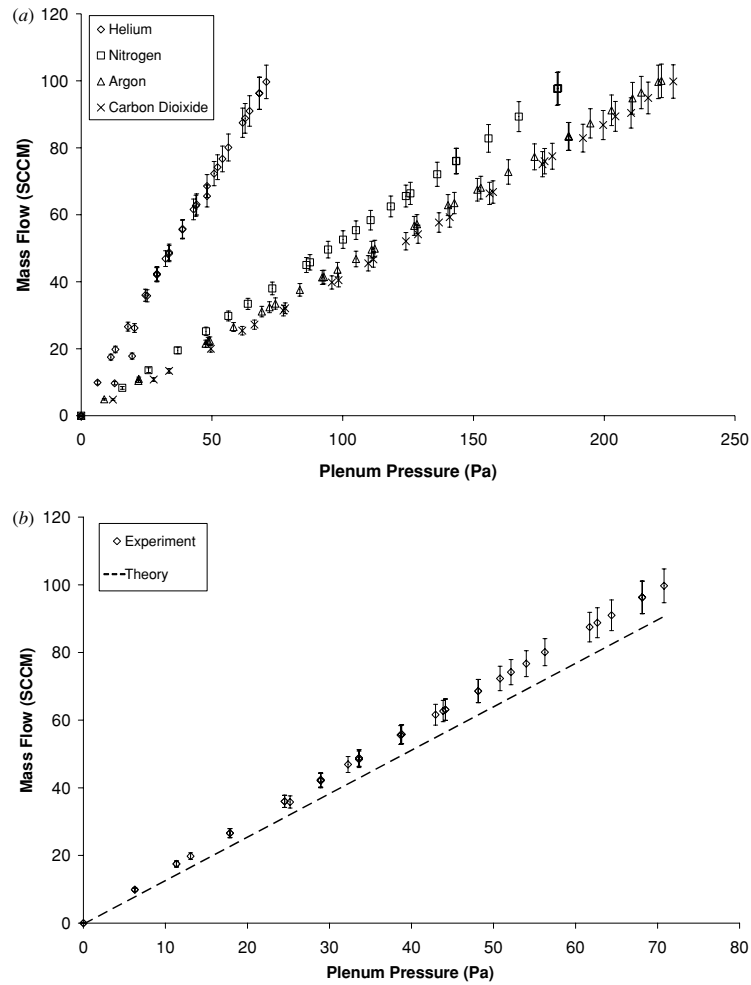 (a)
120
100
80
60
40
20
0
Mass Flow (SCCM)
Helium
Nitrogen
Argon
Carbon Dioixide
0 50 100 150 200 250
Plenum Pressure (Pa)
(b)
120
100
80
60
40
20
0
Mass Flow (SCCM)
Experiment
Theory
0 10 20 30 40 50 60 70 80
Plenum Pressure (Pa)